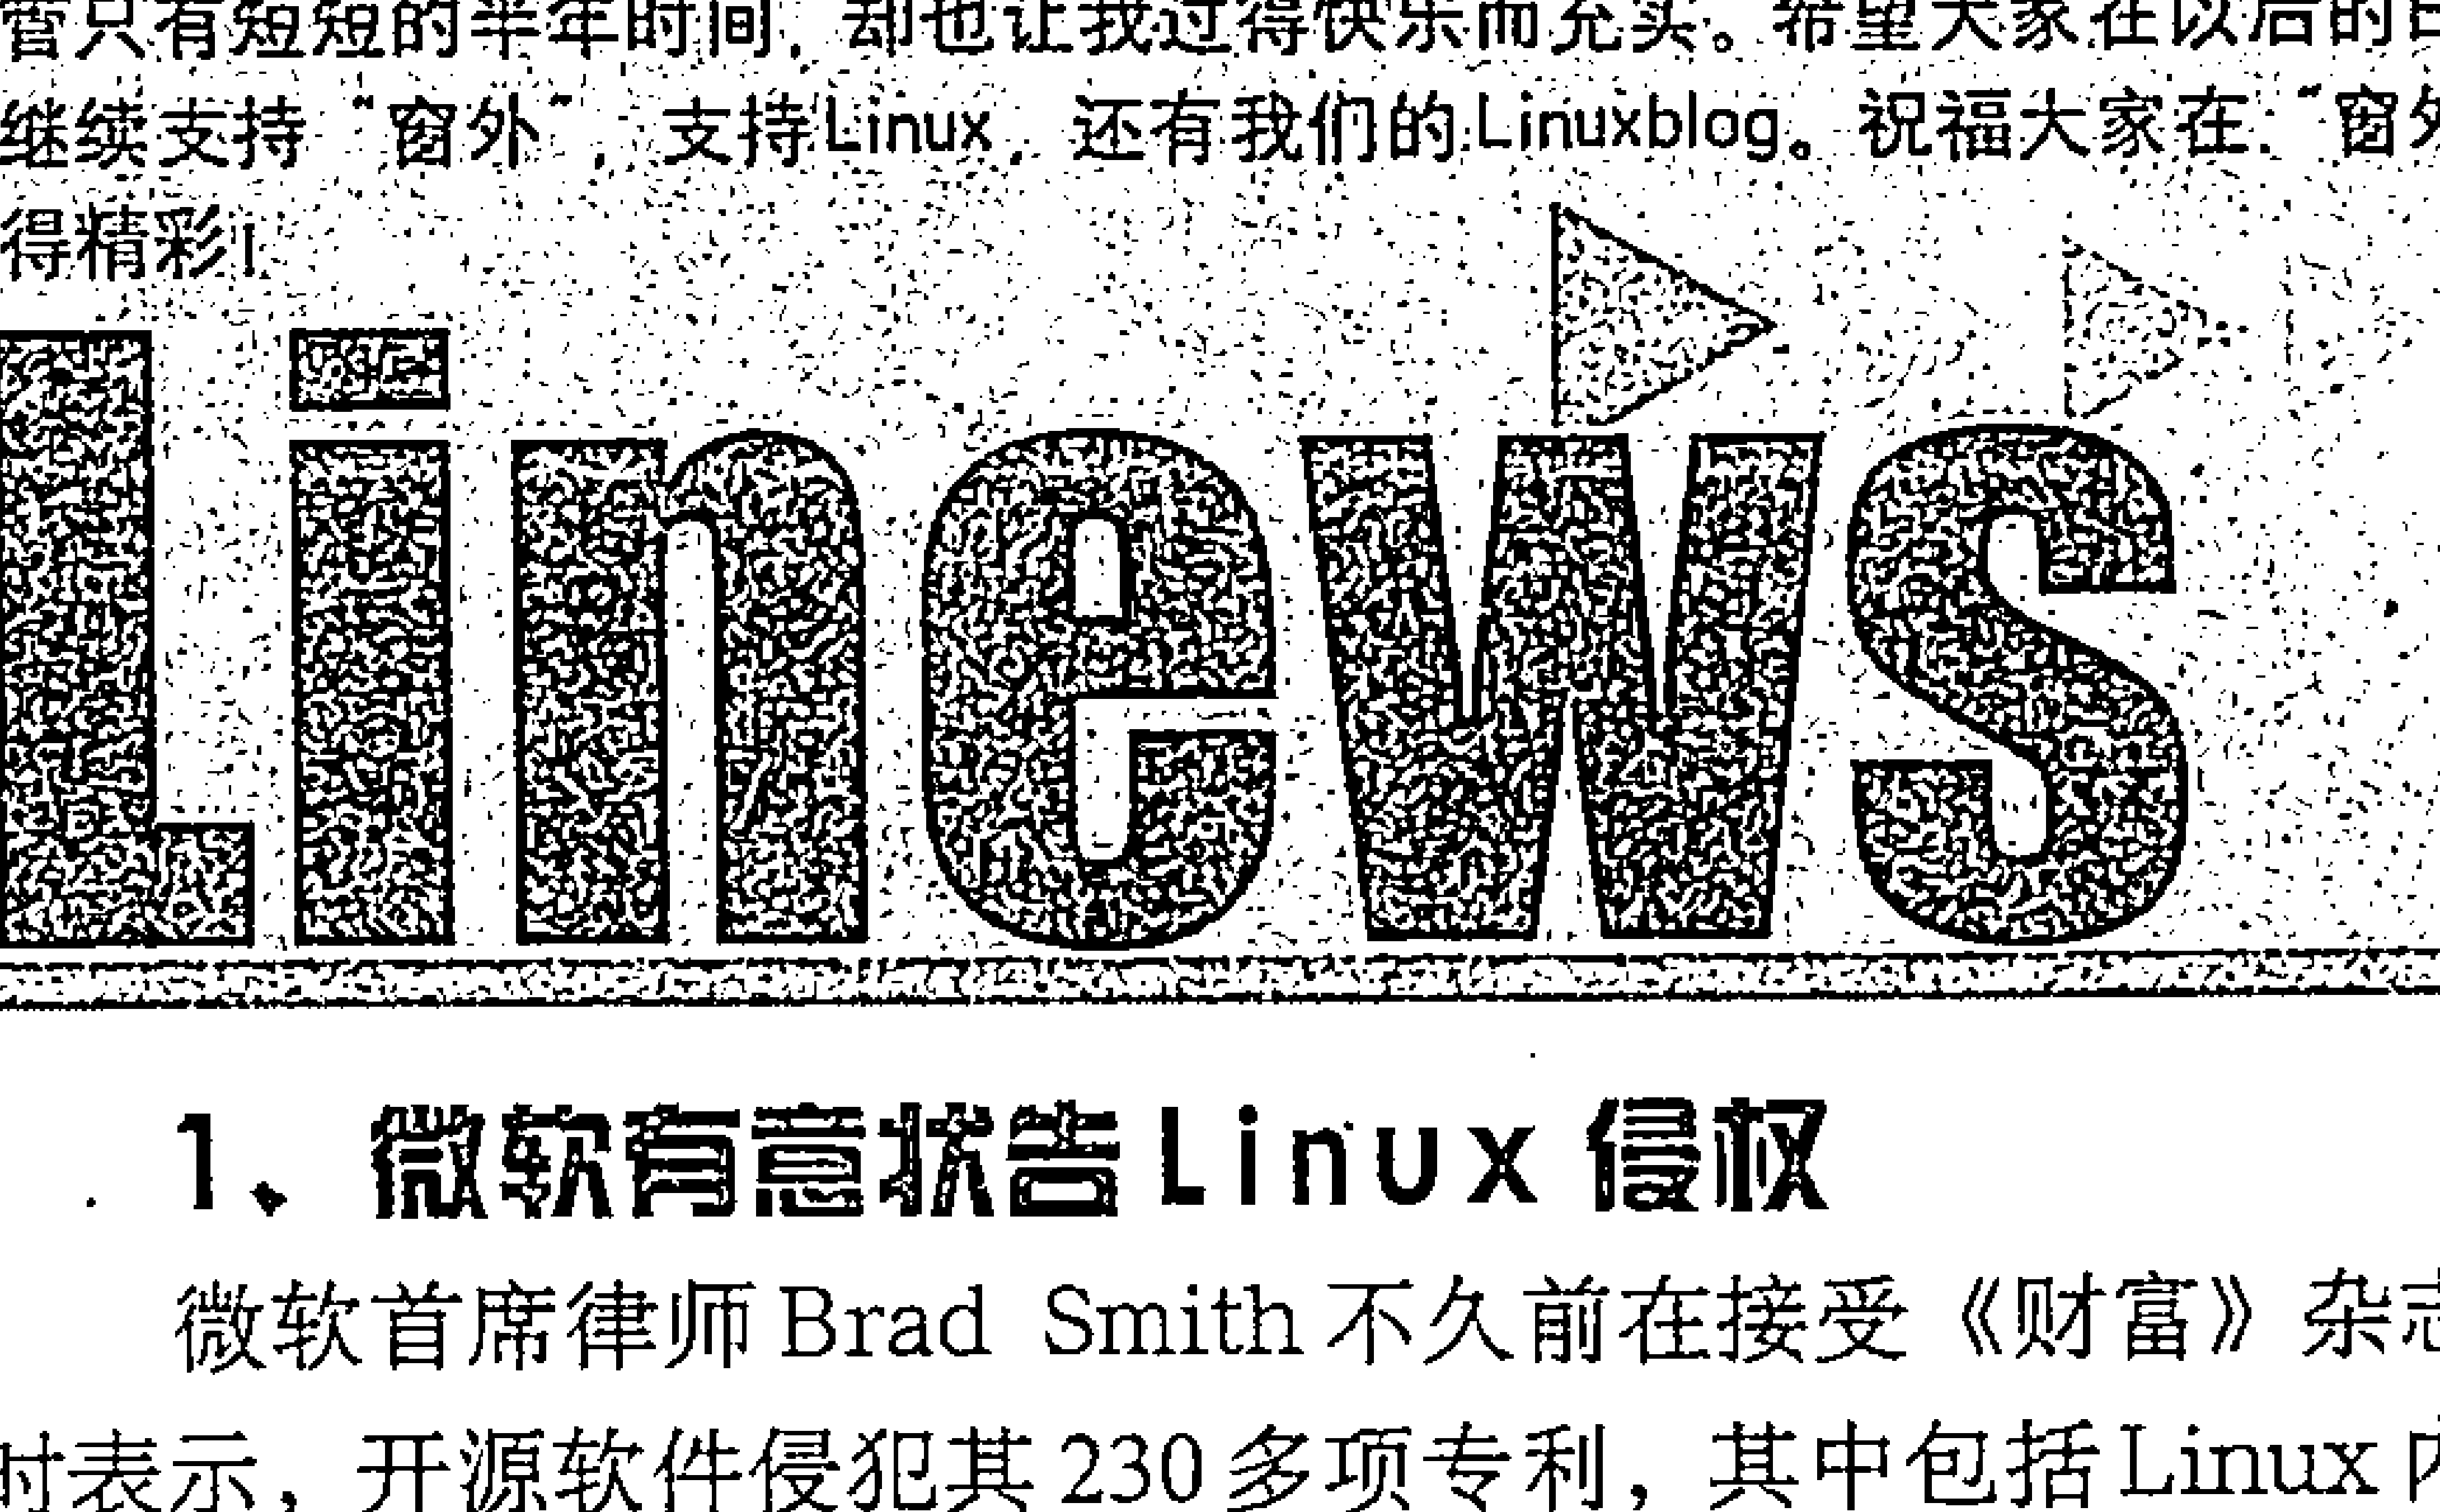 管只有短短的半年时间，却也让我过得快乐而充实。希望大家在以后的日
继续支持“窗外”，支持Linux，还有我们的Linuxblog。祝福大家在“窗外
得精彩！
Linews
1、微软有意状告Linux侵权
微软首席律师Brad Smith不久前在接受《财富》杂志
时表示，开源软件侵犯其230多项专利，其中包括Linux内